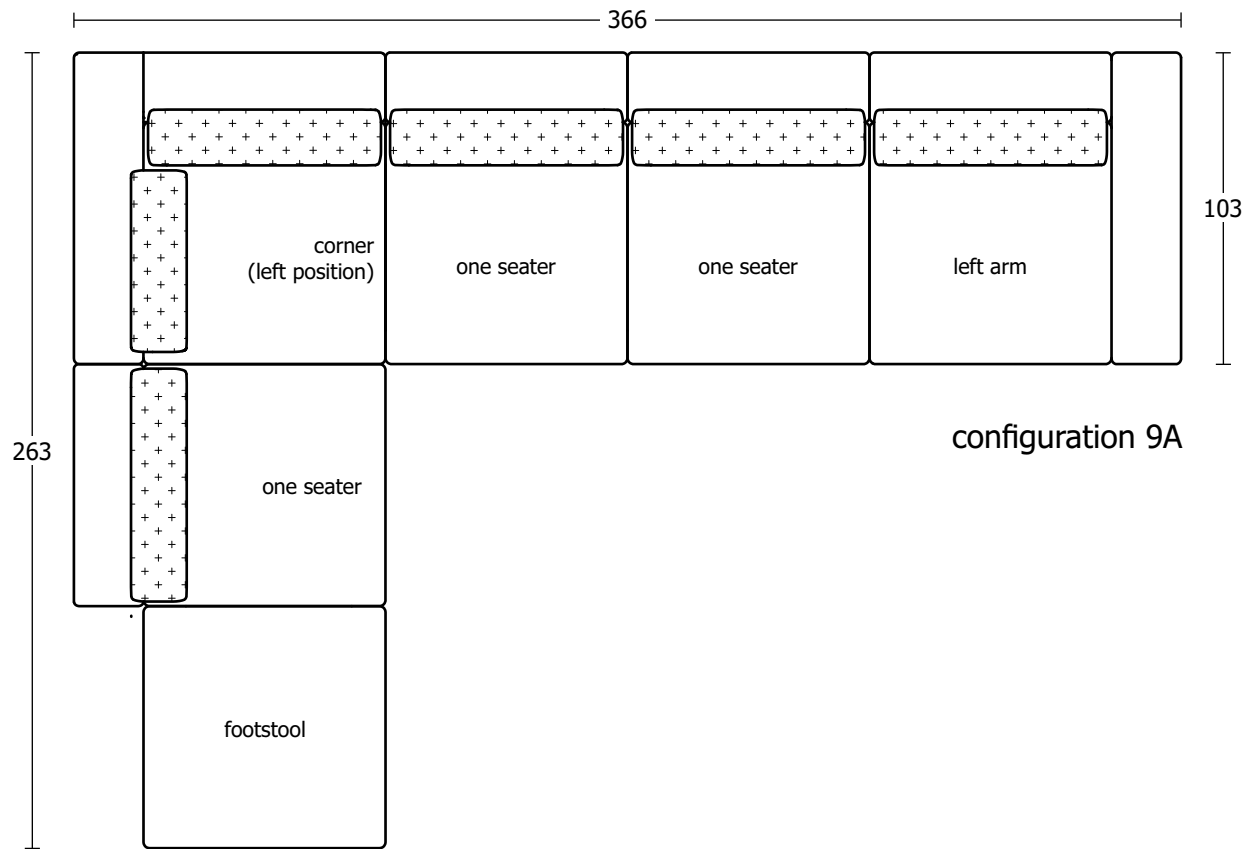 366
103
corner
(left position)
one seater
one seater
left arm
configuration 9A
263
one seater
footstool